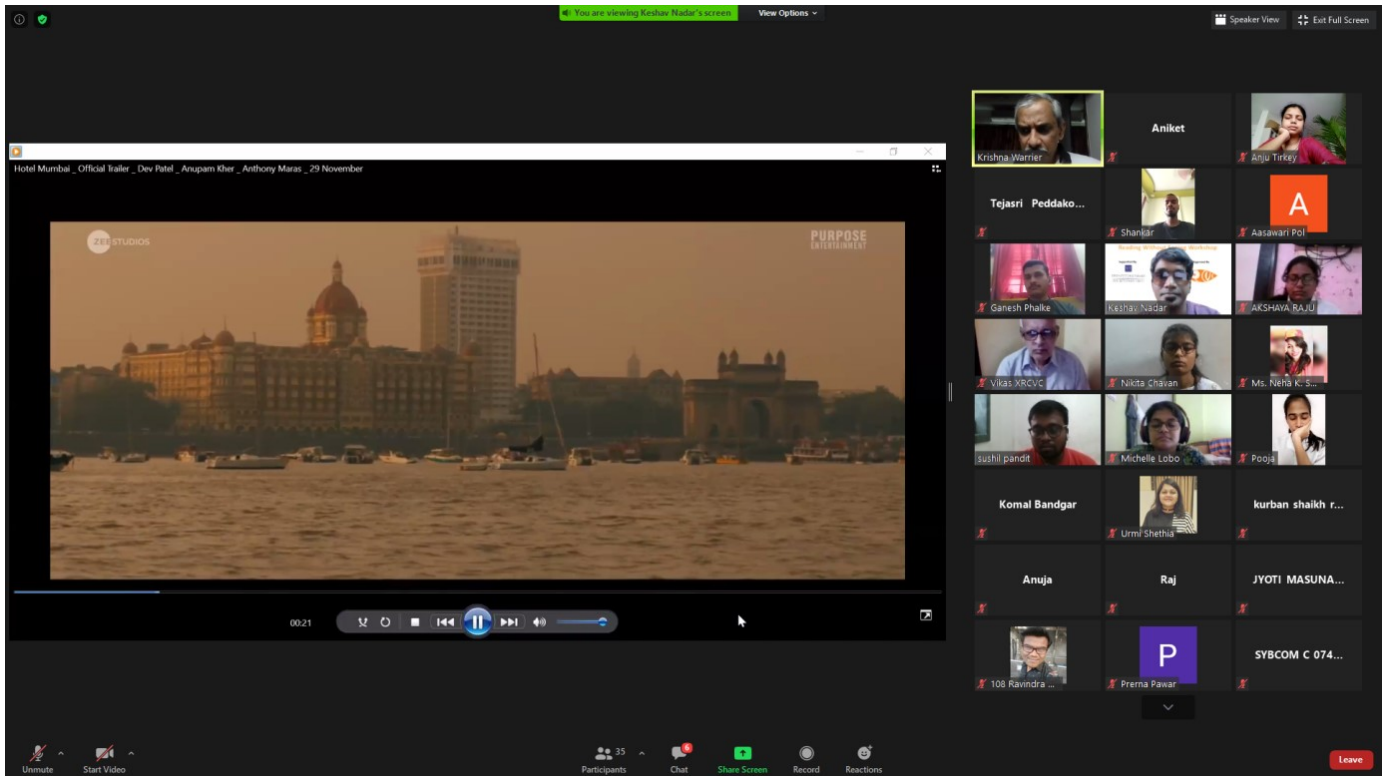 You are viewing Keshav Nadar's screen
View Options
Speaker View
Exit Full Screen
Hotel Mumbai _ Official Trailer _ Dev Patel _ Anupam Kher _ Anthony Maras _ 29 November
ZEE STUDIOS
PURPOSE
ENTERTAINMENT
00:21
Krishna Warrier
Aniket
Anju Tirkey
Tejasri Peddako...
Shankar
A
Aasawari Pol
Ganesh Phalke
Reading Without Seeing Workshop
Keshav Nadar
AKSHAYA RAJU
Vikas XRCVC
Nikita Chavan
Ms. Neha K. S...
sushil pandit
Michelle Lobo
Pooja
Komal Bandgar
Urmi Shethia
kurban shaikh r...
Anuja
Raj
JYOTI MASUNA...
108 Ravindra ...
P
Prerna Pawar
SYBCOM C 074...
Unmute
Start Video
35
Participants
6
Chat
Share Screen
Record
Reactions
Leave